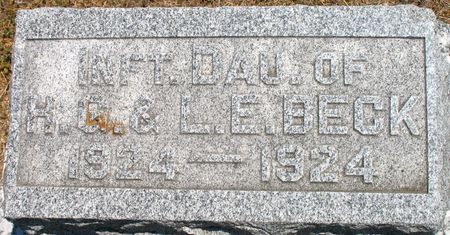 INFT. DAU. OF
H.C. & L.E. BECK
1924 — 1924